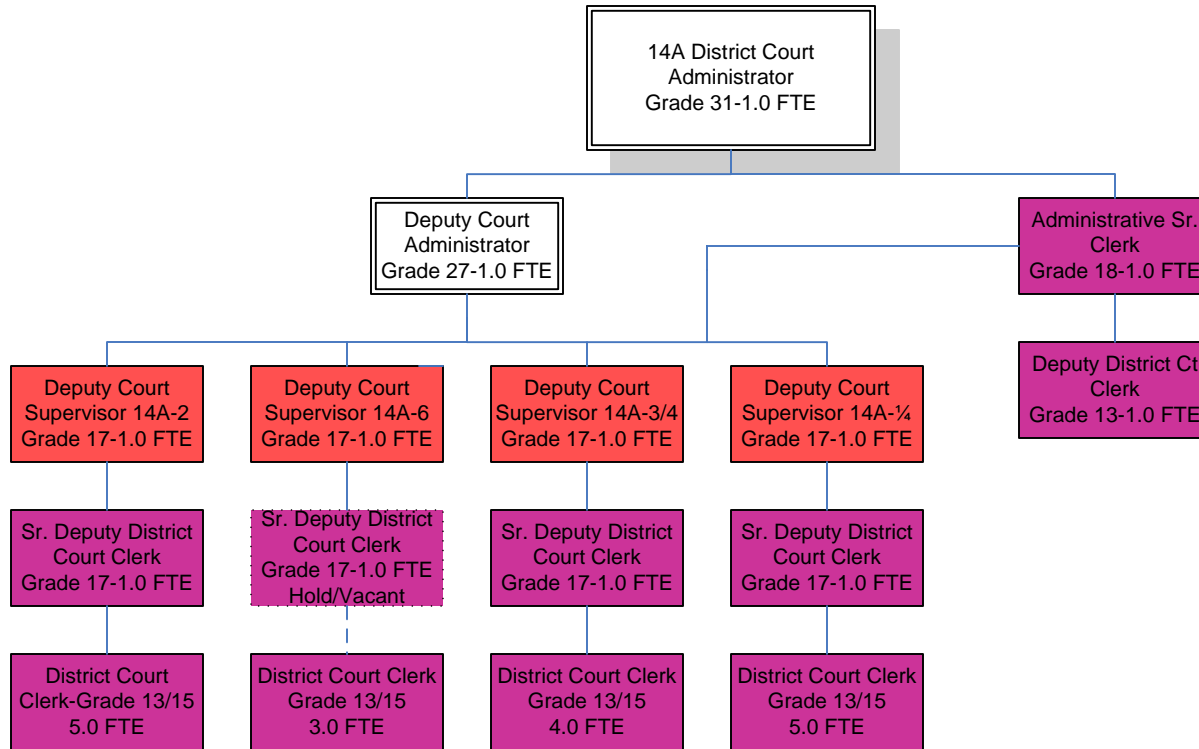 14A District Court
Administrator
Grade 31-1.0 FTE
Deputy Court
Administrator
Grade 27-1.0 FTE
Administrative Sr.
Clerk
Grade 18-1.0 FTE
Deputy District Ct
Clerk
Grade 13-1.0 FTE
Deputy Court
Supervisor 14A-2
Grade 17-1.0 FTE
Deputy Court
Supervisor 14A-6
Grade 17-1.0 FTE
Deputy Court
Supervisor 14A-3/4
Grade 17-1.0 FTE
Deputy Court
Supervisor 14A-¼
Grade 17-1.0 FTE
Sr. Deputy District
Court Clerk
Grade 17-1.0 FTE
Sr. Deputy District
Court Clerk
Grade 17-1.0 FTE
Hold/Vacant
Sr. Deputy District
Court Clerk
Grade 17-1.0 FTE
Sr. Deputy District
Court Clerk
Grade 17-1.0 FTE
District Court
Clerk-Grade 13/15
5.0 FTE
District Court Clerk
Grade 13/15
3.0 FTE
District Court Clerk
Grade 13/15
4.0 FTE
District Court Clerk
Grade 13/15
5.0 FTE